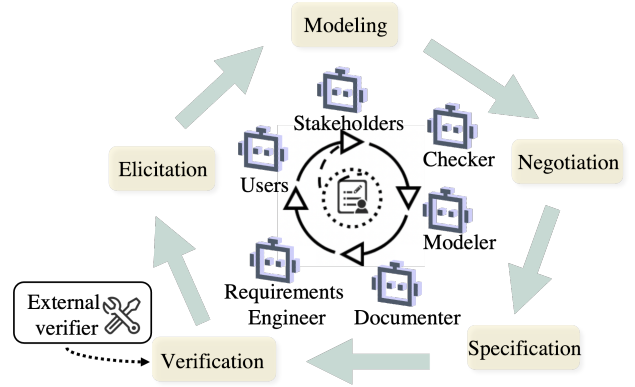 Modeling
Stakeholders
Checker
Negotiation
Elicitation
Users
Modeler
Requirements
Engineer
Documenter
External
verifier
Verification
Specification